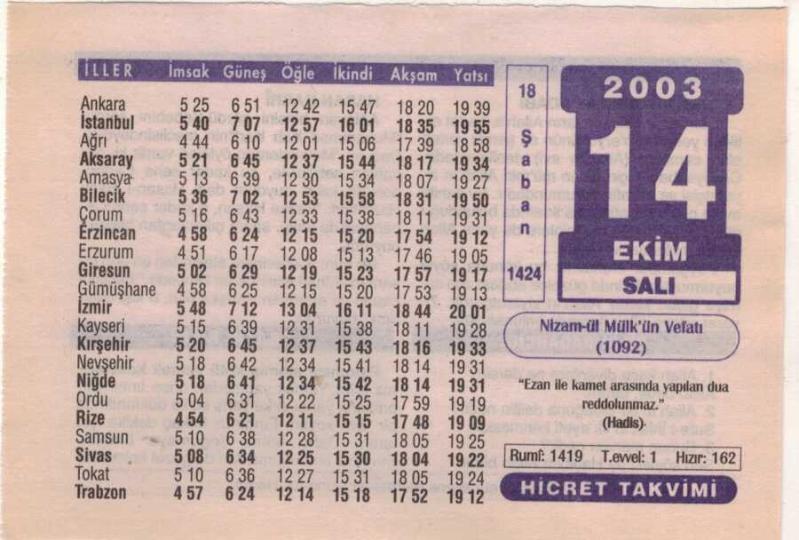 İLLER İmsak Güneş Öğle İkindi Akşam Yatsı
Ankara 5 25 6 51 12 42 15 47 18 20 19 39
İstanbul 5 40 7 07 12 57 16 01 18 35 19 55
Ağrı 4 44 6 10 12 01 15 06 17 39 18 58
Aksaray 5 21 6 45 12 37 15 44 18 17 19 34
Amasya 5 13 6 39 12 30 15 34 18 07 19 27
Bilecik 5 36 7 02 12 53 15 58 18 31 19 50
Çorum 5 16 6 43 12 33 15 38 18 11 19 31
Erzincan 4 58 6 24 12 15 15 20 17 54 19 12
Erzurum 4 51 6 17 12 08 15 13 17 46 19 05
Giresun 5 02 6 29 12 19 15 23 17 57 19 17
Gümüşhane 4 58 6 25 12 15 15 20 17 53 19 13
İzmir 5 48 7 12 13 04 16 11 18 44 20 01
Kayseri 5 15 6 39 12 31 15 38 18 11 19 28
Kırşehir 5 20 6 45 12 37 15 43 18 16 19 33
Nevşehir 5 18 6 42 12 34 15 41 18 14 19 31
Niğde 5 18 6 41 12 34 15 42 18 14 19 31
Ordu 5 04 6 31 12 22 15 25 17 59 19 19
Rize 4 54 6 21 12 11 15 15 17 48 19 09
Samsun 5 10 6 38 12 28 15 31 18 05 19 25
Sivas 5 08 6 34 12 25 15 30 18 04 19 22
Tokat 5 10 6 36 12 27 15 31 18 05 19 24
Trabzon 4 57 6 24 12 14 15 18 17 52 19 12
18
Şaban
1424
2003
14
EKİM
SALI
Nizam-ül Mülk'ün Vefatı
(1092)
"Ezan ile kamet arasında yapılan dua
reddolunmaz."
(Hadis)
Rumî: 1419 T.evvel: 1 Hızır: 162
HİCRET TAKVİMİ